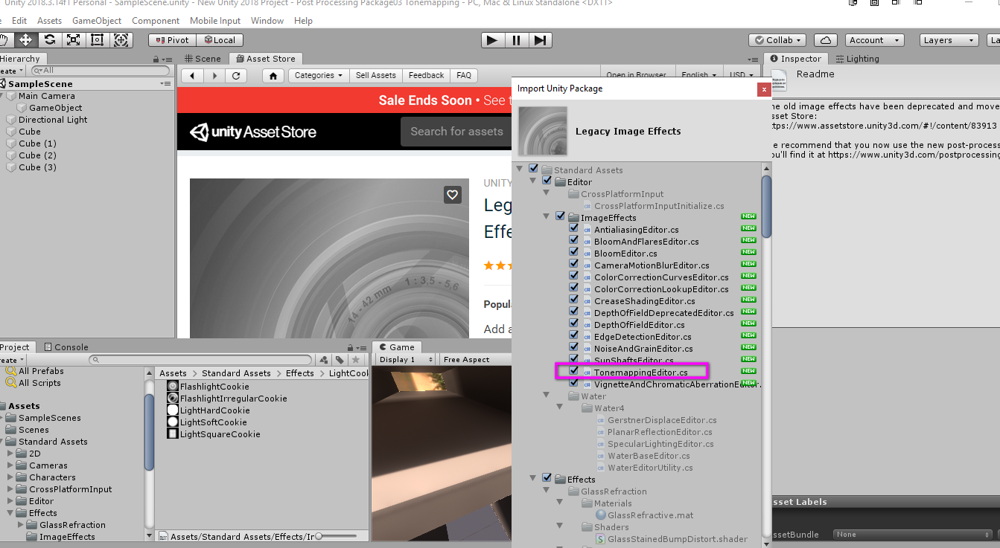 Unity 2018.3.14f1 Personal - SampleScene.unity - New Unity 2018 Project - Post Processing Package03 Tonemapping - PC, Mac & Linux Standalone <DX11>
Edit Assets GameObject Component Mobile Input Window Help
Pivot Local Collab Account Layers La
Hierarchy Scene Asset Store Inspector Lighting
eate All Categories Sell Assets Feedback FAQ Open in Browser English USD Readme
SampleScene
Main Camera
GameObject
Directional Light
Cube
Cube (1)
Cube (2)
Cube (3)
Sale Ends Soon • See t
unity Asset Store Search for assets
14 - 42 mm 1 : 3.5 - 5.6
UNITY
Leg
Effe
Popul
Add a
Import Unity Package x
Legacy Image Effects
Standard Assets
Editor
CrossPlatformInput
CrossPlatformInputInitialize.cs
ImageEffects NEW
AntialiasingEditor.cs NEW
BloomAndFlaresEditor.cs NEW
BloomEditor.cs NEW
CameraMotionBlurEditor.cs NEW
ColorCorrectionCurvesEditor.cs NEW
ColorCorrectionLookupEditor.cs NEW
CreaseShadingEditor.cs NEW
DepthOfFieldDeprecatedEditor.cs NEW
DepthOfFieldEditor.cs NEW
EdgeDetectionEditor.cs NEW
NoiseAndGrainEditor.cs NEW
SunShaftsEditor.cs NEW
TonemappingEditor.cs NEW
VignetteAndChromaticAberrationEditor. NEW
Water
Water4
GerstnerDisplaceEditor.cs
PlanarReflectionEditor.cs
SpecularLightingEditor.cs
WaterBaseEditor.cs
WaterEditorUtility.cs
Effects
GlassRefraction
Materials
GlassRefractive.mat
Shaders
GlassStainedBumpDistort.shader
he old image effects have been deprecated and move
sset Store:
ttps://www.assetstore.unity3d.com/#!/content/83913
e recommend that you now use the new post-process
ou'll find it at https://www.unity3d.com/postprocessing
sset Labels
ssetBundle None
Project Console Game
eate Display 1 Free Aspect
All Prefabs
All Scripts
Assets
SampleScenes
Scenes
Standard Assets
2D
Cameras
Characters
CrossPlatformInput
Editor
Effects
GlassRefraction
ImageEffects
Assets > Standard Assets > Effects > LightCook
FlashlightCookie
FlashlightIrregularCookie
LightHardCookie
LightSoftCookie
LightSquareCookie
Assets/Standard Assets/Effects/Ir